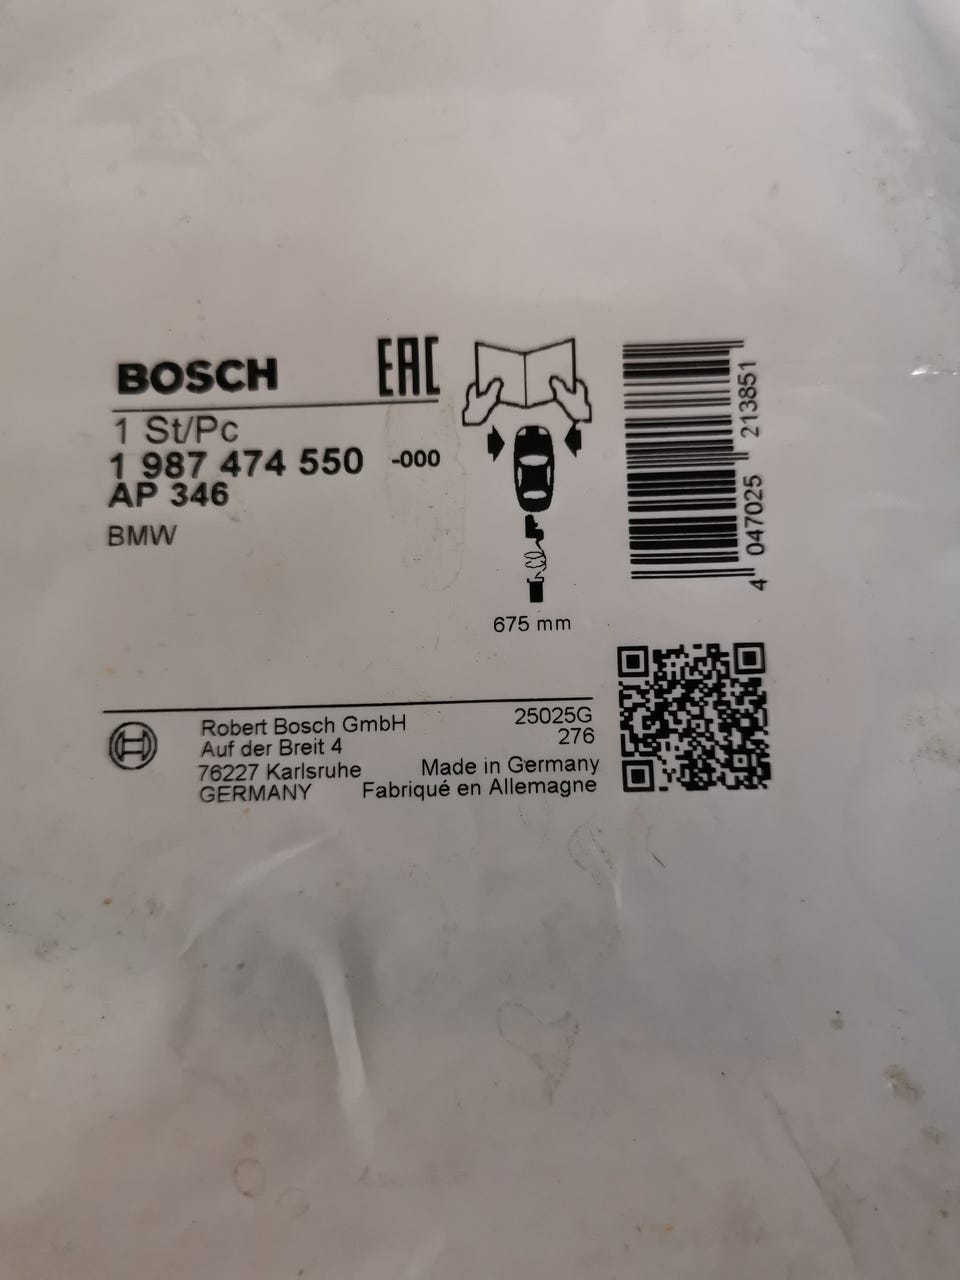 BOSCH
EAC
1 St/Pc
1 987 474 550 -000
AP 346
BMW
675 mm
4 047025 213851
Robert Bosch GmbH
Auf der Breit 4
76227 Karlsruhe
GERMANY
25025G
276
Made in Germany
Fabriqué en Allemagne